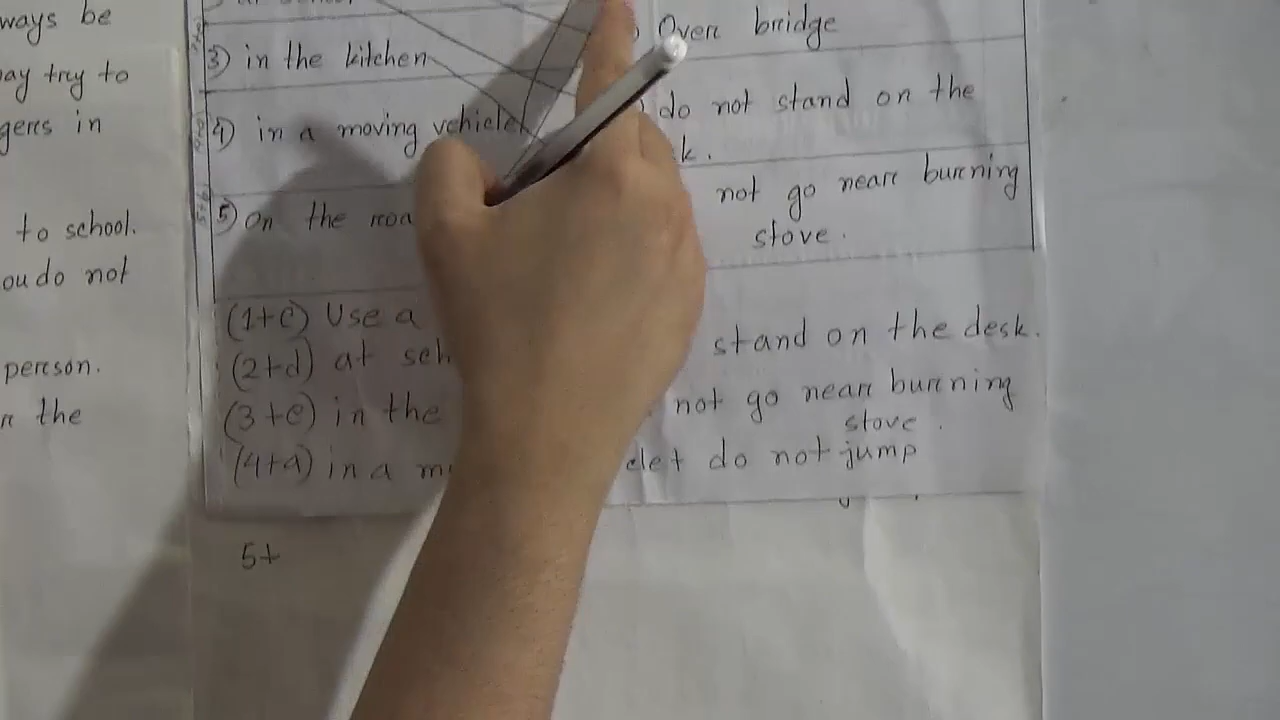 ways be
ay try to
gers in
to school.
ou do not
person.
the
Over bridge
3) in the kitchen
4) in a moving vehicle
do not stand on the
k.
5) On the roa
not go near burning
stove.
(1+c) Use a
(2+d) at sch stand on the desk.
(3+e) in the not go near burning
stove.
(4+a) in a m do not jump
5+